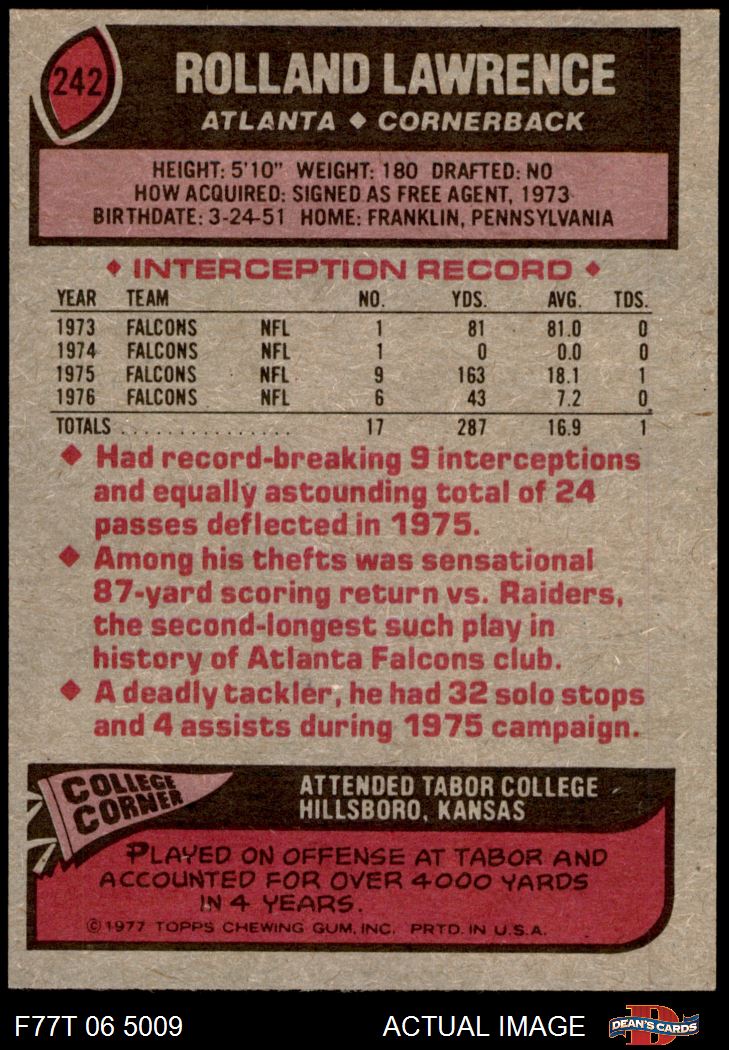 242
ROLLAND LAWRENCE
ATLANTA ♦ CORNERBACK
HEIGHT: 5'10" WEIGHT: 180 DRAFTED: NO
HOW ACQUIRED: SIGNED AS FREE AGENT, 1973
BIRTHDATE: 3-24-51 HOME: FRANKLIN, PENNSYLVANIA
♦ INTERCEPTION RECORD ♦
YEAR TEAM NO. YDS. AVG. TDS.
1973 FALCONS NFL 1 81 81.0 0
1974 FALCONS NFL 1 0 0.0 0
1975 FALCONS NFL 9 163 18.1 1
1976 FALCONS NFL 6 43 7.2 0
TOTALS . . . . . . . . . . . . . . . . 17 287 16.9 1
♦ Had record-breaking 9 interceptions
and equally astounding total of 24
passes deflected in 1975.
♦ Among his thefts was sensational
87-yard scoring return vs. Raiders,
the second-longest such play in
history of Atlanta Falcons club.
♦ A deadly tackler, he had 32 solo stops
and 4 assists during 1975 campaign.
COLLEGE
CORNER
ATTENDED TABOR COLLEGE
HILLSBORO, KANSAS
PLAYED ON OFFENSE AT TABOR AND
ACCOUNTED FOR OVER 4000 YARDS
IN 4 YEARS.
©1977 TOPPS CHEWING GUM, INC. PRTD. IN U.S.A.
F77T 06 5009 ACTUAL IMAGE D DEAN'S CARDS